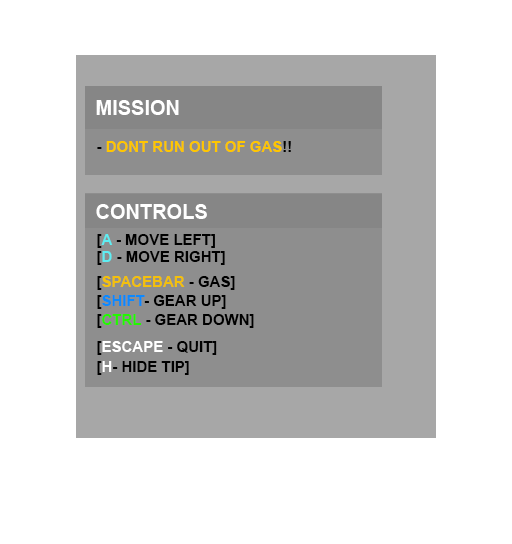 MISSION
- DONT RUN OUT OF GAS!!
CONTROLS
[A - MOVE LEFT]
[D - MOVE RIGHT]
[SPACEBAR - GAS]
[SHIFT- GEAR UP]
[CTRL - GEAR DOWN]
[ESCAPE - QUIT]
[H- HIDE TIP]